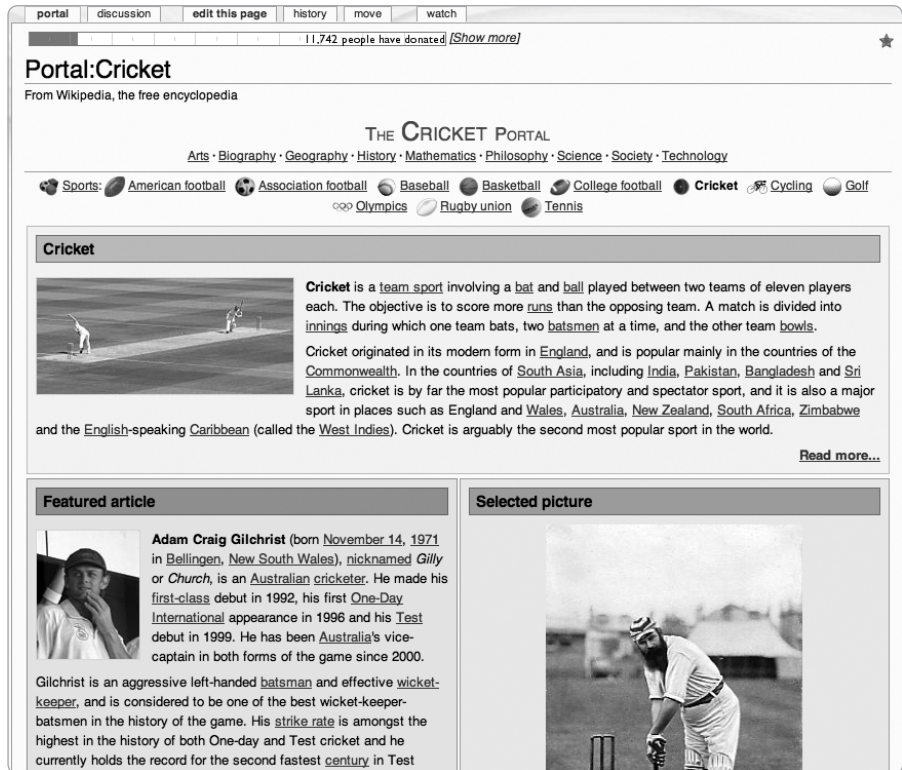 portal discussion edit this page history move watch
11,742 people have donated [Show more]
Portal:Cricket
From Wikipedia, the free encyclopedia
THE CRICKET PORTAL
Arts · Biography · Geography · History · Mathematics · Philosophy · Science · Society · Technology
Sports: American football Association football Baseball Basketball College football Cricket Cycling Golf
Olympics Rugby union Tennis
Cricket
Cricket is a team sport involving a bat and ball played between two teams of eleven players
each. The objective is to score more runs than the opposing team. A match is divided into
innings during which one team bats, two batsmen at a time, and the other team bowls.
Cricket originated in its modern form in England, and is popular mainly in the countries of the
Commonwealth. In the countries of South Asia, including India, Pakistan, Bangladesh and Sri
Lanka, cricket is by far the most popular participatory and spectator sport, and it is also a major
sport in places such as England and Wales, Australia, New Zealand, South Africa, Zimbabwe
and the English-speaking Caribbean (called the West Indies). Cricket is arguably the second most popular sport in the world.
Read more...
Featured article
Adam Craig Gilchrist (born November 14, 1971
in Bellingen, New South Wales), nicknamed Gilly
or Church, is an Australian cricketer. He made his
first-class debut in 1992, his first One-Day
International appearance in 1996 and his Test
debut in 1999. He has been Australia's vice-
captain in both forms of the game since 2000.
Gilchrist is an aggressive left-handed batsman and effective wicket-
keeper, and is considered to be one of the best wicket-keeper-
batsmen in the history of the game. His strike rate is amongst the
highest in the history of both One-day and Test cricket and he
currently holds the record for the second fastest century in Test
Selected picture